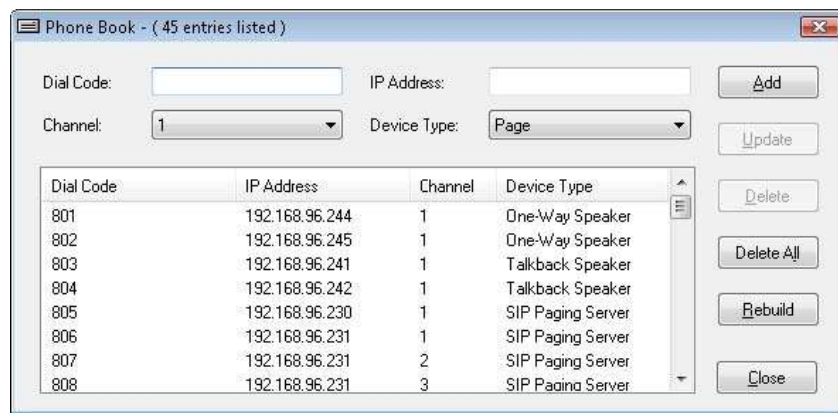 Phone Book - ( 45 entries listed )
Dial Code: IP Address: Add
Channel: 1 Device Type: Page Update
Dial Code IP Address Channel Device Type
801 192.168.96.244 1 One-Way Speaker
802 192.168.96.245 1 One-Way Speaker
803 192.168.96.241 1 Talkback Speaker
804 192.168.96.242 1 Talkback Speaker
805 192.168.96.230 1 SIP Paging Server
806 192.168.96.231 1 SIP Paging Server
807 192.168.96.231 2 SIP Paging Server
808 192.168.96.231 3 SIP Paging Server
Delete
Delete All
Rebuild
Close